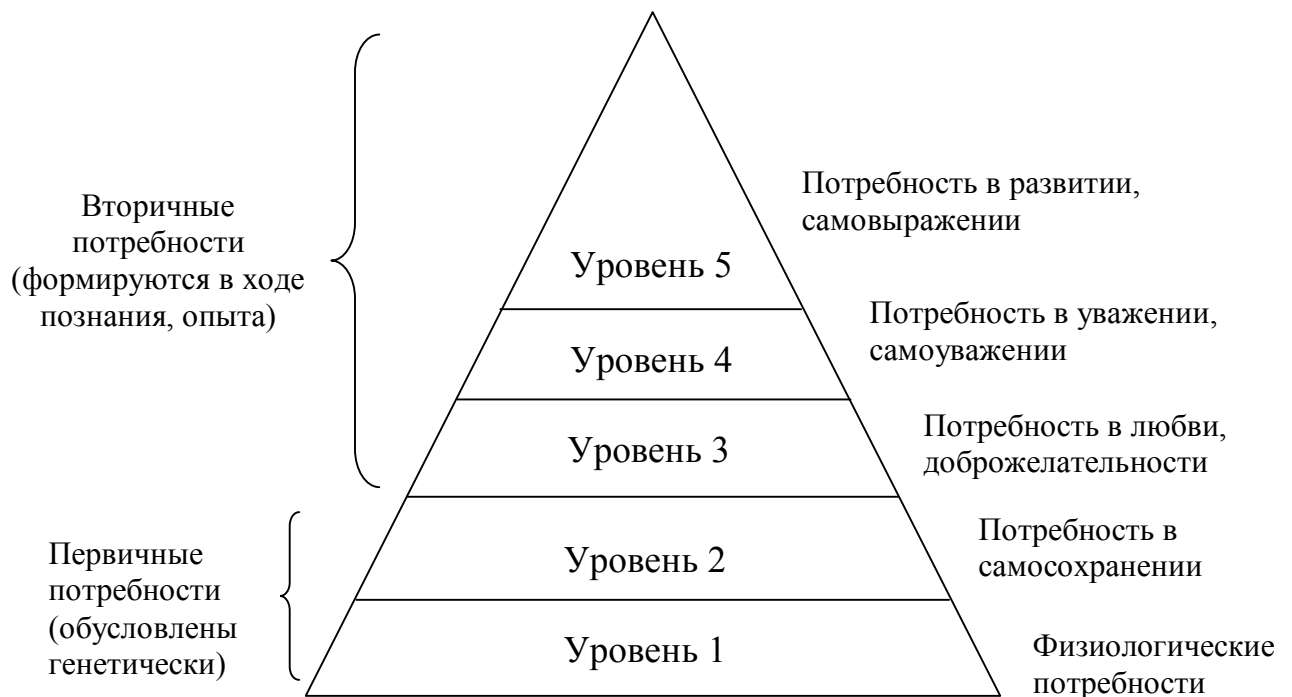 Вторичные
потребности
(формируются в ходе
познания, опыта)
Первичные
потребности
(обусловлены
генетически)
Уровень 5
Уровень 4
Уровень 3
Уровень 2
Уровень 1
Потребность в развитии,
самовыражении
Потребность в уважении,
самоуважении
Потребность в любви,
доброжелательности
Потребность в
самосохранении
Физиологические
потребности